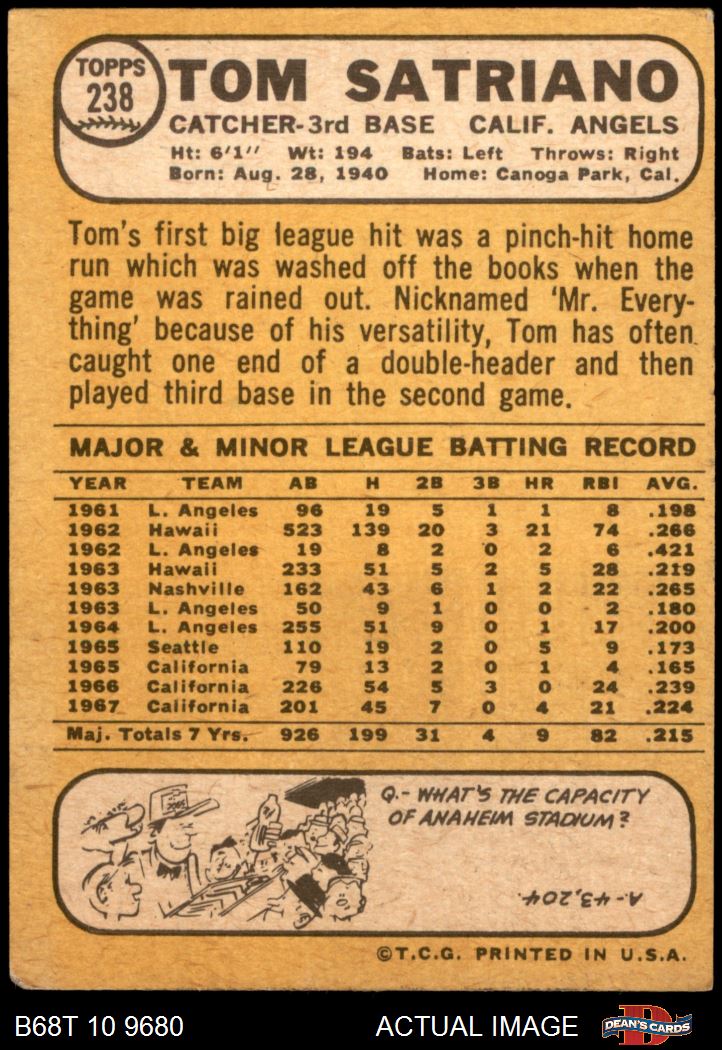 TOPPS
238
TOM SATRIANO
CATCHER-3rd BASE CALIF. ANGELS
Ht: 6'1'' Wt: 194 Bats: Left Throws: Right
Born: Aug. 28, 1940 Home: Canoga Park, Cal.
Tom's first big league hit was a pinch-hit home
run which was washed off the books when the
game was rained out. Nicknamed 'Mr. Every-
thing' because of his versatility, Tom has often
caught one end of a double-header and then
played third base in the second game.
MAJOR & MINOR LEAGUE BATTING RECORD
YEAR TEAM AB H 2B 3B HR RBI AVG.
1961 L. Angeles 96 19 5 1 1 8 .198
1962 Hawaii 523 139 20 3 21 74 .266
1962 L. Angeles 19 8 2 0 2 6 .421
1963 Hawaii 233 51 5 2 5 28 .219
1963 Nashville 162 43 6 1 2 22 .265
1963 L. Angeles 50 9 1 0 0 2 .180
1964 L. Angeles 255 51 9 0 1 17 .200
1965 Seattle 110 19 2 0 5 9 .173
1965 California 79 13 2 0 1 4 .165
1966 California 226 54 5 3 0 24 .239
1967 California 201 45 7 0 4 21 .224
Maj. Totals 7 Yrs. 926 199 31 4 9 82 .215
Q.- WHAT'S THE CAPACITY
OF ANAHEIM STADIUM?
A-43,204.
©T.C.G. PRINTED IN U.S.A.
B68T 10 9680 ACTUAL IMAGE DEAN'S CARDS